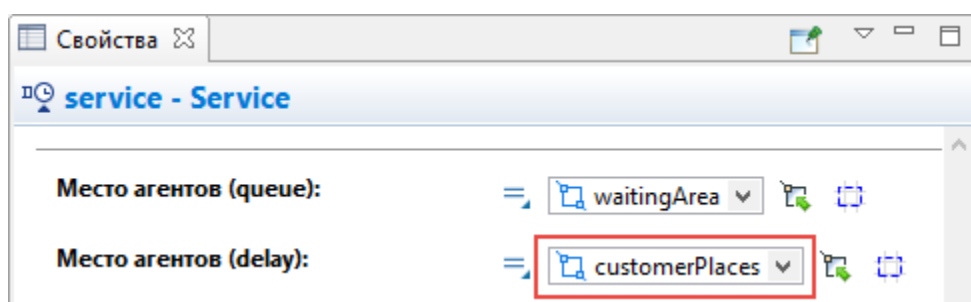 Свойства
service - Service
Место агентов (queue): waitingArea
Место агентов (delay): customerPlaces